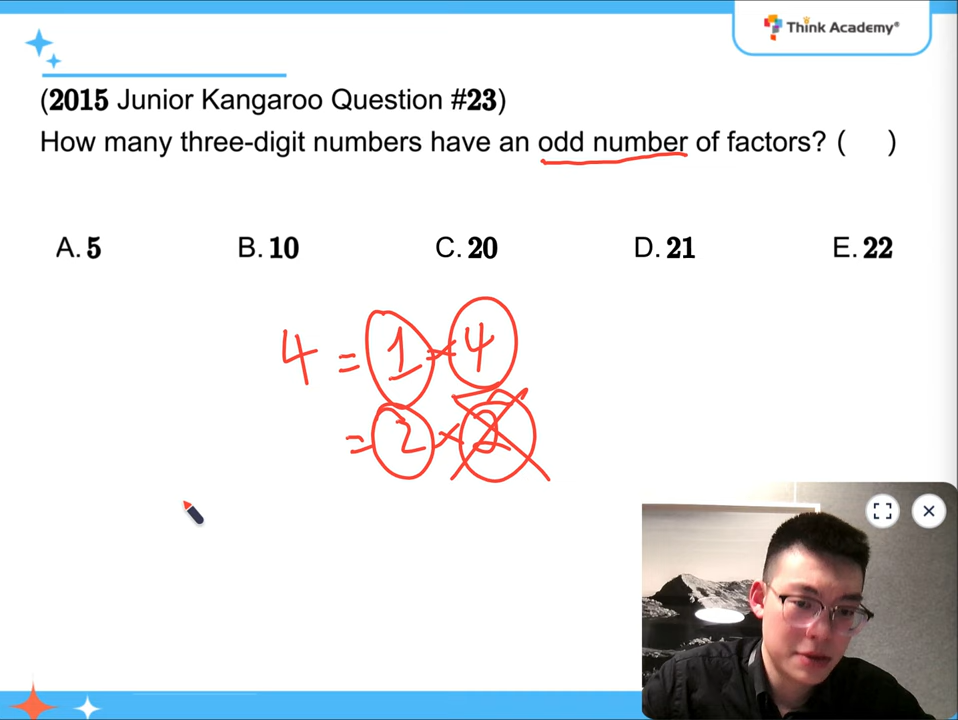 Think Academy®
(2015 Junior Kangaroo Question #23)
How many three-digit numbers have an odd number of factors? ( )
A. 5 B. 10 C. 20 D. 21 E. 22
4 = 1 × 4
= 2 × 2